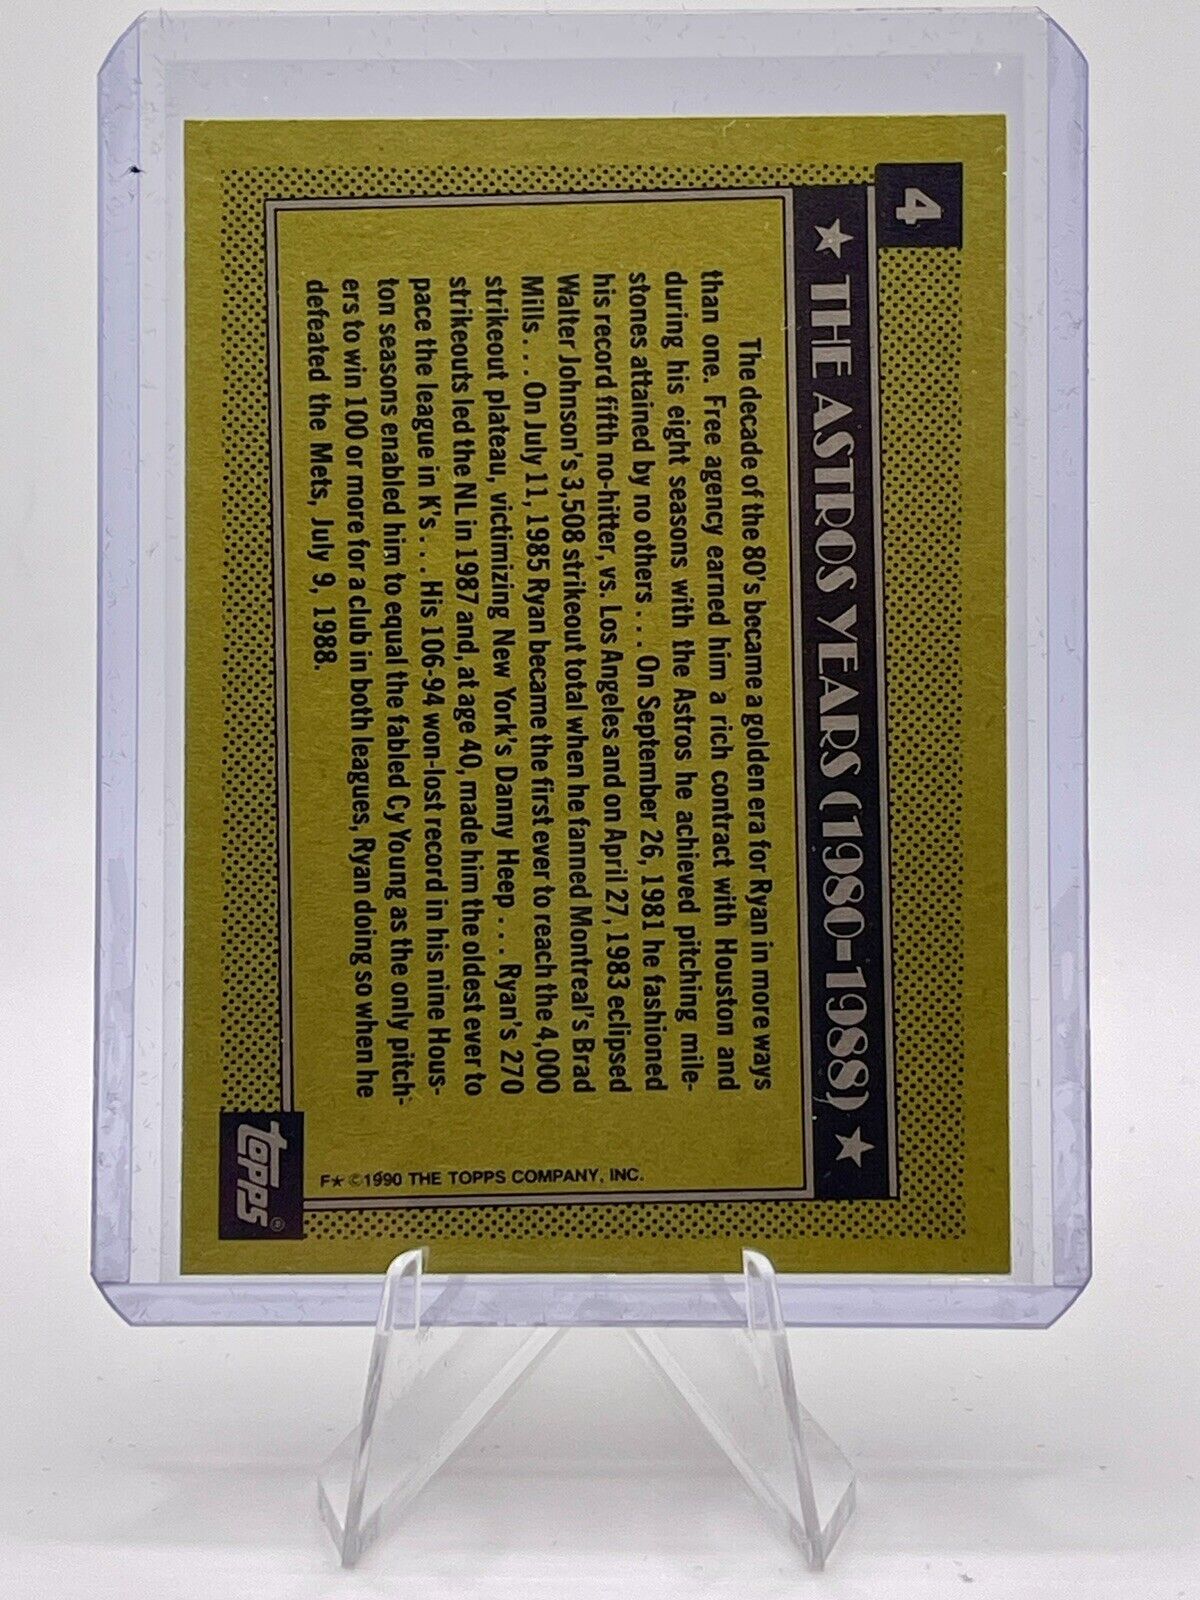 4
★ THE ASTROS YEARS (1980-1988) ★
The decade of the 80's became a golden era for Ryan in more ways
than one. Free agency earned him a rich contract with Houston and
during his eight seasons with the Astros he achieved pitching mile-
stones attained by no others . . . On September 26, 1981 he fashioned
his record fifth no-hitter, vs. Los Angeles and on April 27, 1983 eclipsed
Walter Johnson's 3,508 strikeout total when he fanned Montreal's Brad
Mills . . . On July 11, 1985 Ryan became the first ever to reach the 4,000
strikeout plateau, victimizing New York's Danny Heep . . . Ryan's 270
strikeouts led the NL in 1987 and, at age 40, made him the oldest ever to
pace the league in K's . . . His 106-94 won-lost record in his nine Hous-
ton seasons enabled him to equal the fabled Cy Young as the only pitch-
ers to win 100 or more for a club in both leagues, Ryan doing so when he
defeated the Mets, July 9, 1988.
F★ ©1990 THE TOPPS COMPANY, INC.
topps®